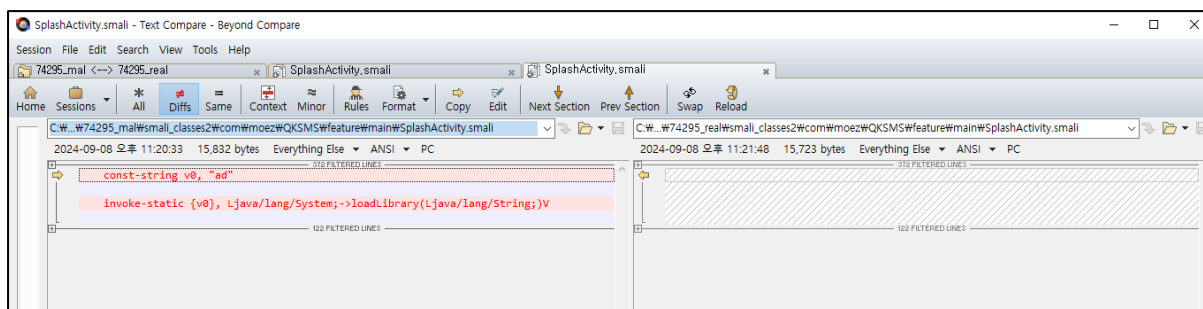 SplashActivity.smali - Text Compare - Beyond Compare
Session File Edit Search View Tools Help
74295_mal <--> 74295_real SplashActivity.smali SplashActivity.smali
Home Sessions All Diffs Same Context Minor Rules Format Copy Edit Next Section Prev Section Swap Reload
C:₩...₩74295_mal₩smali_classes2₩com₩moez₩QKSMS₩feature₩main₩SplashActivity.smali C:₩...₩74295_real₩smali_classes2₩com₩moez₩QKSMS₩feature₩main₩SplashActivity.smali
2024-09-08 오후 11:20:33 15,832 bytes Everything Else ANSI PC 2024-09-08 오후 11:21:48 15,723 bytes Everything Else ANSI PC
372 FILTERED LINES 372 FILTERED LINES
const-string v0, "ad"
invoke-static {v0}, Ljava/lang/System;->loadLibrary(Ljava/lang/String;)V
122 FILTERED LINES 122 FILTERED LINES